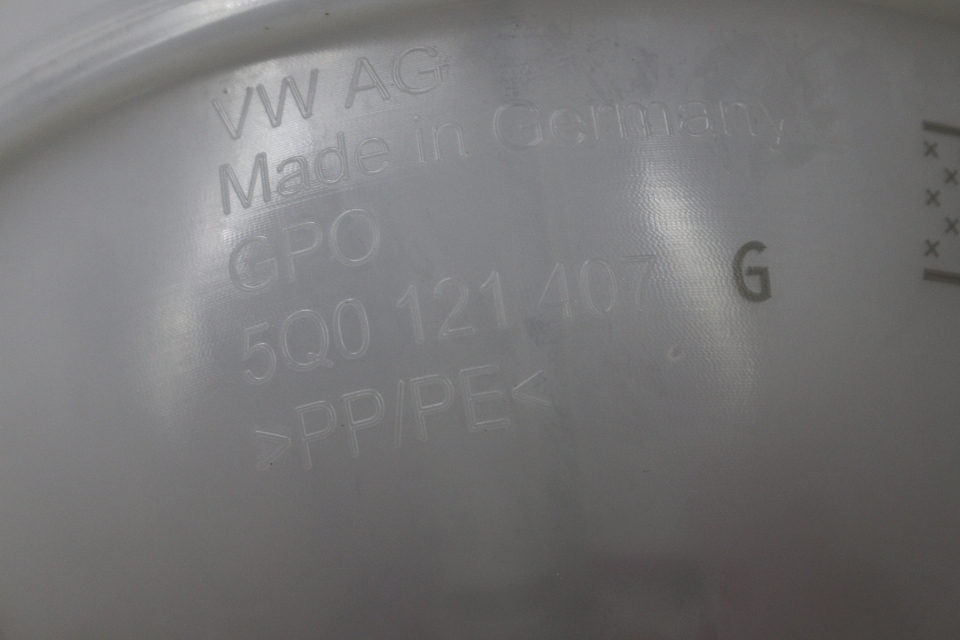 VW AG
Made in Germany
GPO
5Q0 121 407 G
>PP/PE<